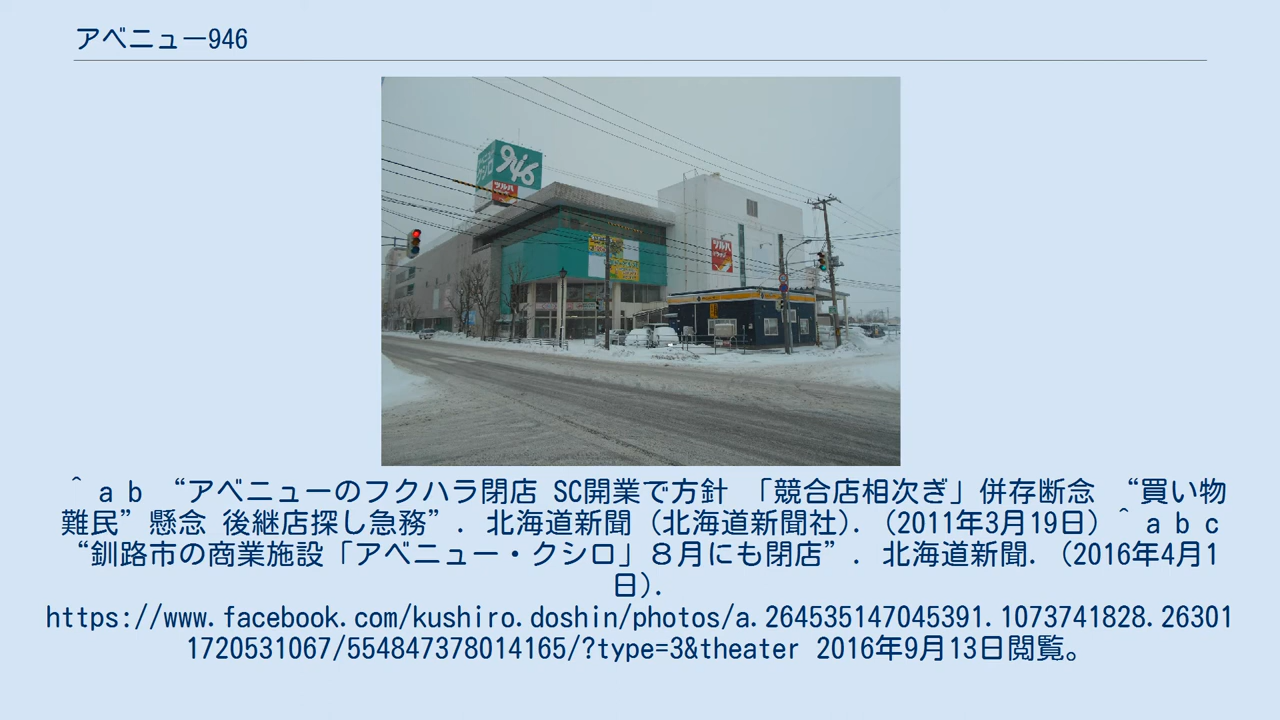 アベニュー946
946
ツルハ
ツルハ
^ a b “アベニューのフクハラ閉店 SC開業で方針 「競合店相次ぎ」併存断念 “買い物
難民”懸念 後継店探し急務”. 北海道新聞 (北海道新聞社). (2011年3月19日)^ a b c
“釧路市の商業施設「アベニュー・クシロ」８月にも閉店”. 北海道新聞. (2016年4月1
日).
https://www.facebook.com/kushiro.doshin/photos/a.264535147045391.1073741828.26301
1720531067/554847378014165/?type=3&theater 2016年9月13日閲覧。